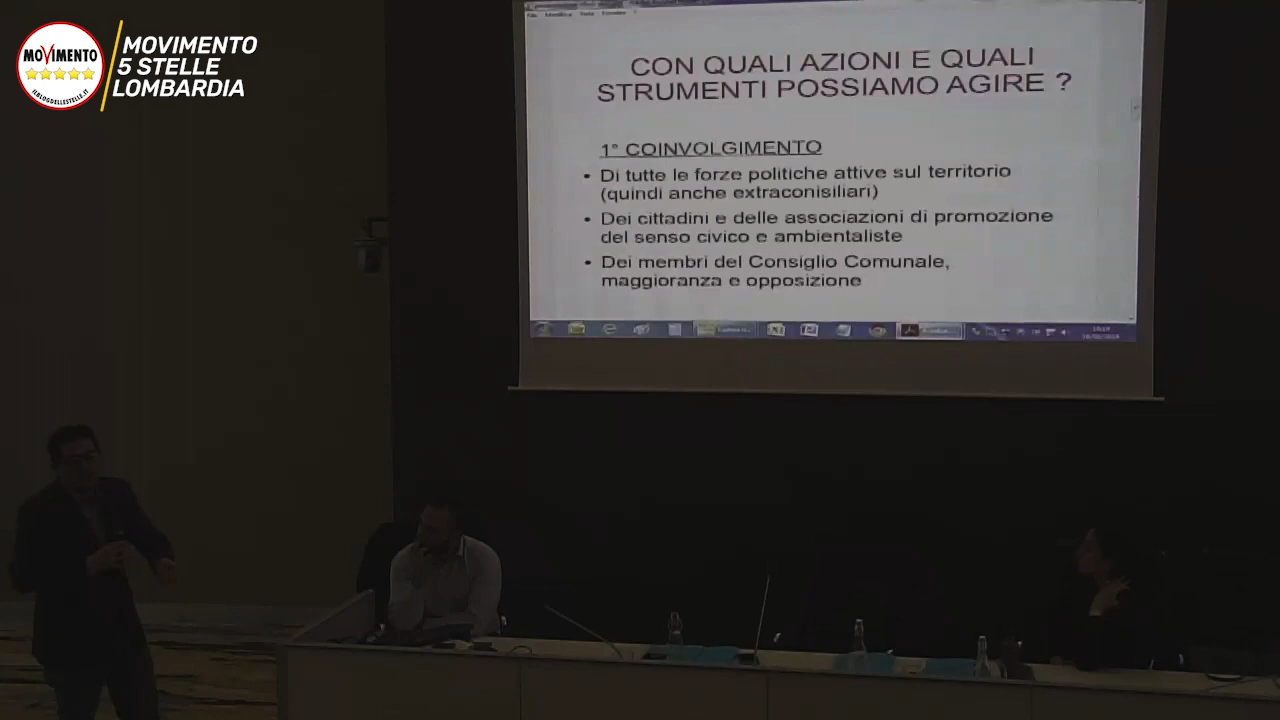 MOVIMENTO
ILBLOGDELLESTELLE.IT
MOVIMENTO
5 STELLE
LOMBARDIA
CON QUALI AZIONI E QUALI
STRUMENTI POSSIAMO AGIRE ?
1° COINVOLGIMENTO
• Di tutte le forze politiche attive sul territorio
(quindi anche extraconisiliari)
• Dei cittadini e delle associazioni di promozione
del senso civico e ambientaliste
• Dei membri del Consiglio Comunale,
maggioranza e opposizione